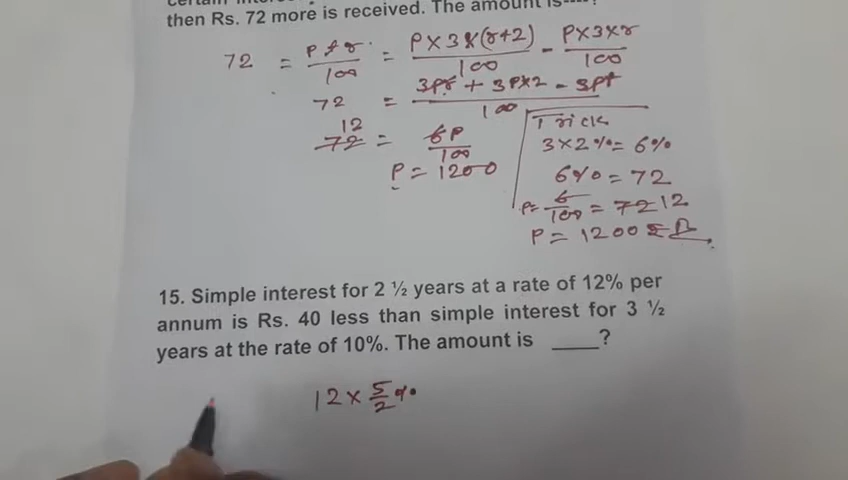 then Rs. 72 more is received. The amount is----?
72 = P t r / 100 = P X 3 X (r+2) / 100 - P X 3 X r / 100
72 = 3Pr + 3PX2 - 3Pr / 100
12
72 = 6P / 100
P = 1200
Trick
3 X 2% = 6%
6% = 72
P = 6 / 100 = 72 12
P = 1200
15. Simple interest for 2 ½ years at a rate of 12% per
annum is Rs. 40 less than simple interest for 3 ½
years at the rate of 10%. The amount is ____?
12 x 5/2 %